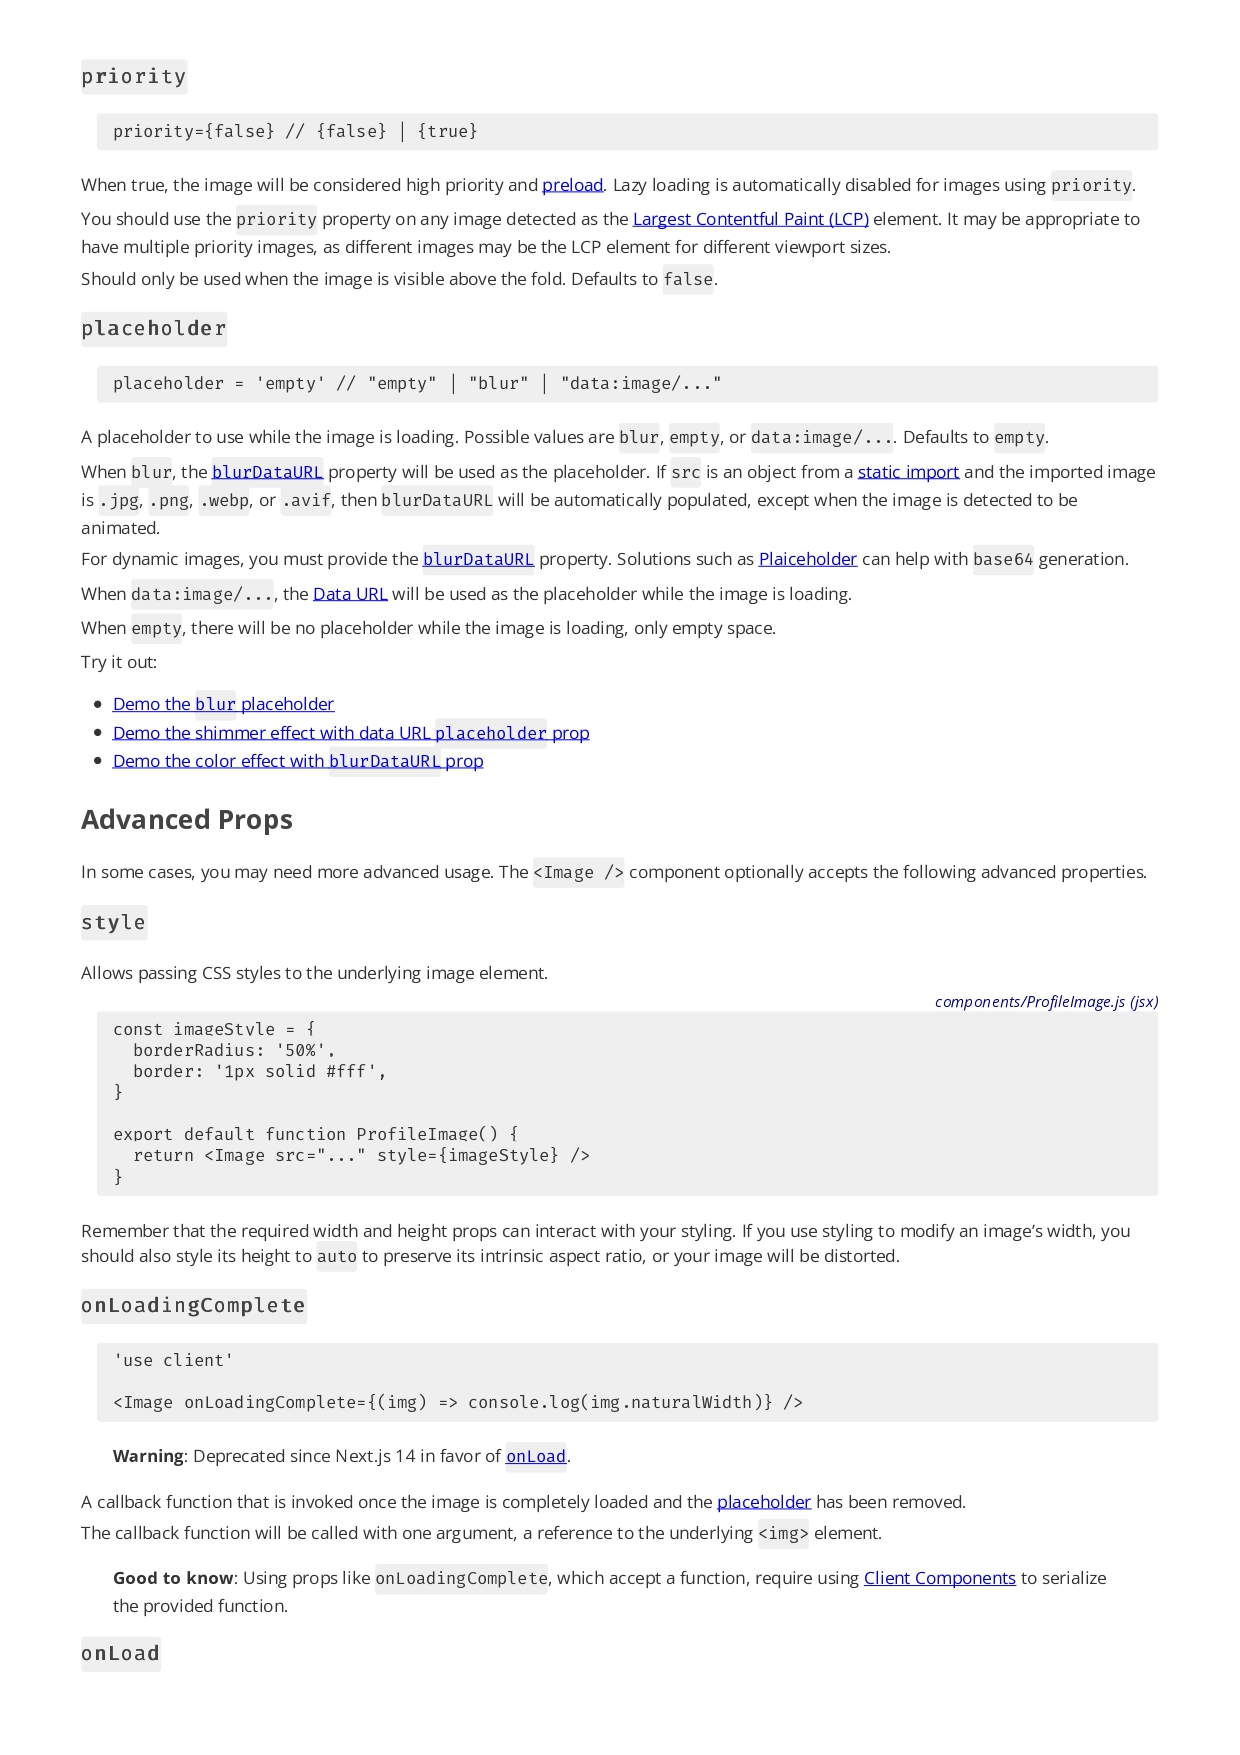 priority
priority={false} // {false} | {true}
When true, the image will be considered high priority and preload. Lazy loading is automatically disabled for images using priority.
You should use the priority property on any image detected as the Largest Contentful Paint (LCP) element. It may be appropriate to
have multiple priority images, as different images may be the LCP element for different viewport sizes.
Should only be used when the image is visible above the fold. Defaults to false.
placeholder
placeholder = 'empty' // "empty" | "blur" | "data:image/..."
A placeholder to use while the image is loading. Possible values are blur, empty, or data:image/.... Defaults to empty.
When blur, the blurDataURL property will be used as the placeholder. If src is an object from a static import and the imported image
is .jpg, .png, .webp, or .avif, then blurDataURL will be automatically populated, except when the image is detected to be
animated.
For dynamic images, you must provide the blurDataURL property. Solutions such as Plaiceholder can help with base64 generation.
When data:image/..., the Data URL will be used as the placeholder while the image is loading.
When empty, there will be no placeholder while the image is loading, only empty space.
Try it out:
• Demo the blur placeholder
• Demo the shimmer effect with data URL placeholder prop
• Demo the color effect with blurDataURL prop
Advanced Props
In some cases, you may need more advanced usage. The <Image /> component optionally accepts the following advanced properties.
style
Allows passing CSS styles to the underlying image element.
components/ProfileImage.js (jsx)
const imageStyle = {
  borderRadius: '50%',
  border: '1px solid #fff',
}
export default function ProfileImage() {
  return <Image src="..." style={imageStyle} />
}
Remember that the required width and height props can interact with your styling. If you use styling to modify an image’s width, you
should also style its height to auto to preserve its intrinsic aspect ratio, or your image will be distorted.
onLoadingComplete
'use client'
<Image onLoadingComplete={(img) => console.log(img.naturalWidth)} />
Warning: Deprecated since Next.js 14 in favor of onLoad.
A callback function that is invoked once the image is completely loaded and the placeholder has been removed.
The callback function will be called with one argument, a reference to the underlying <img> element.
Good to know: Using props like onLoadingComplete, which accept a function, require using Client Components to serialize
the provided function.
onLoad